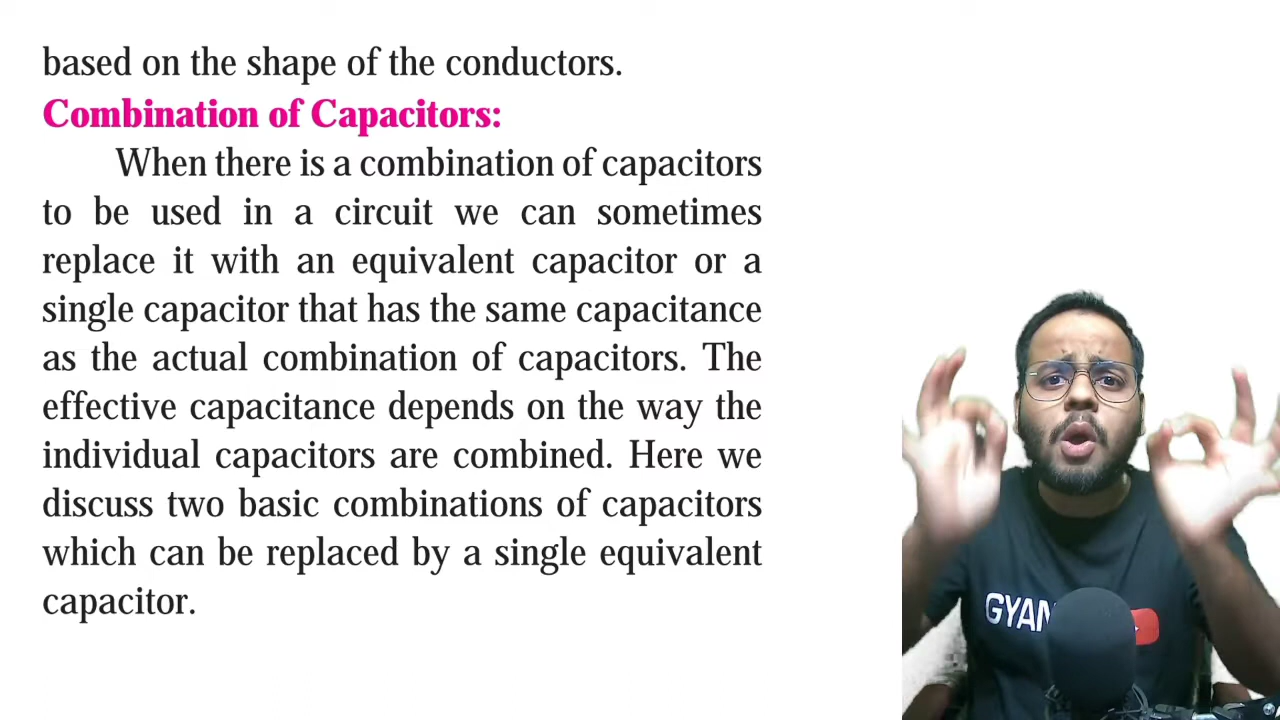 based on the shape of the conductors.
Combination of Capacitors:
When there is a combination of capacitors
to be used in a circuit we can sometimes
replace it with an equivalent capacitor or a
single capacitor that has the same capacitance
as the actual combination of capacitors. The
effective capacitance depends on the way the
individual capacitors are combined. Here we
discuss two basic combinations of capacitors
which can be replaced by a single equivalent
capacitor.
GYAN